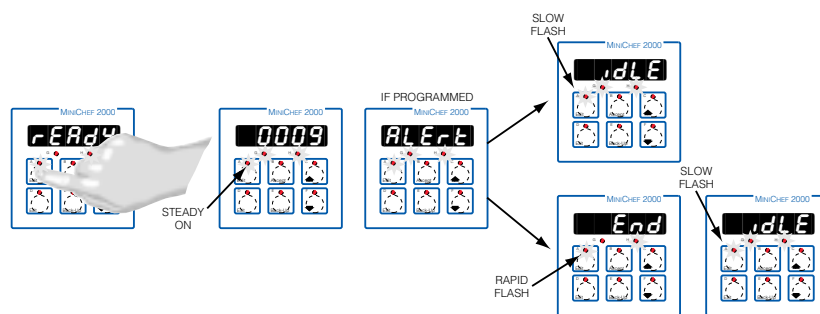 SLOW
FLASH
MINICHEF 2000
idLE
IF PROGRAMMED
MINICHEF 2000
rEAdY
MINICHEF 2000
0009
MINICHEF 2000
ALErt
STEADY
ON
SLOW
FLASH
MINICHEF 2000
End
MINICHEF 2000
idLE
RAPID
FLASH